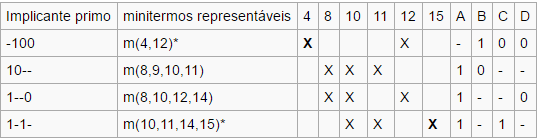 Implicante primo minitermos representáveis 4 8 10 11 12 15 A B C D
-100 m(4,12)* X X - 1 0 0
10-- m(8,9,10,11) X X X 1 0 - -
1--0 m(8,10,12,14) X X X 1 - - 0
1-1- m(10,11,14,15)* X X X 1 - 1 -